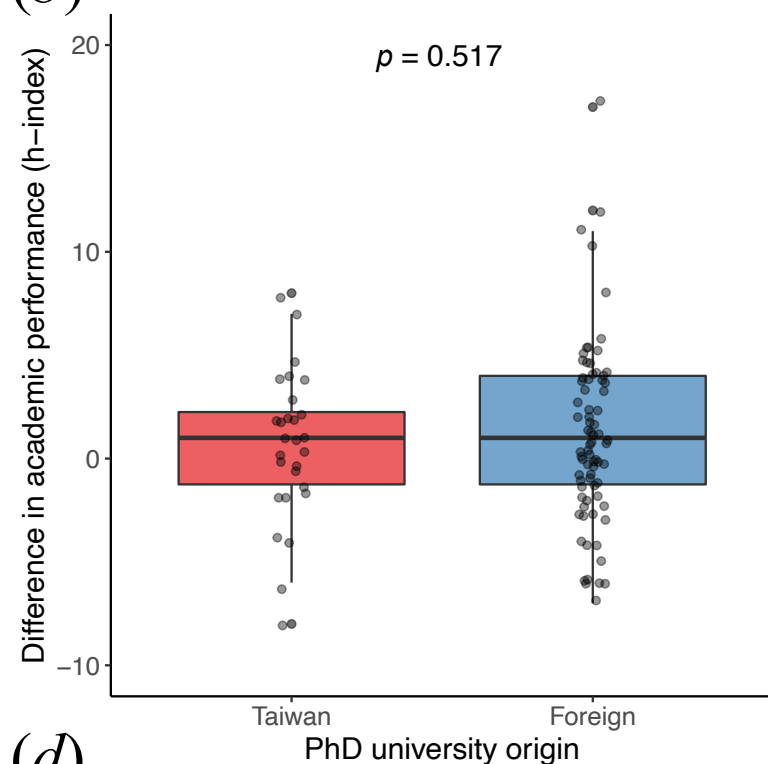 p = 0.517
Difference in academic performance (h−index)
20
10
0
−10
Taiwan Foreign
PhD university origin
(d)